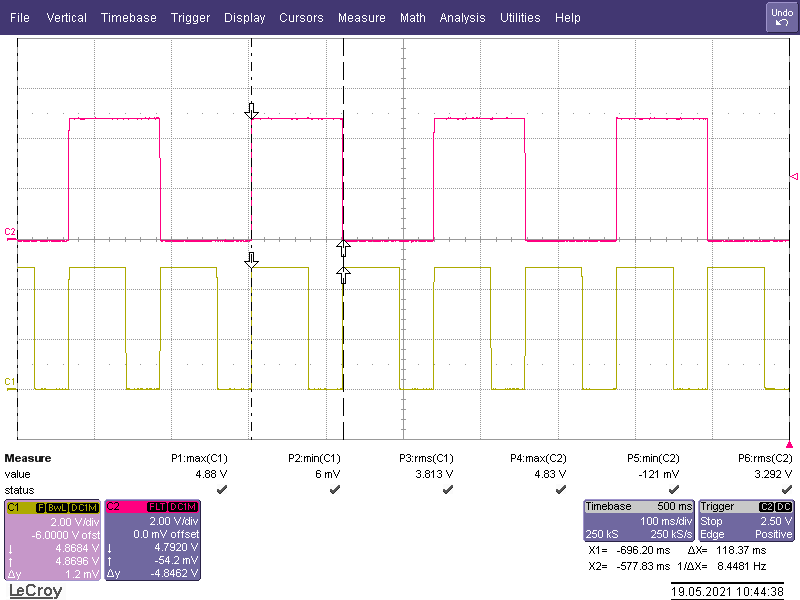 File Vertical Timebase Trigger Display Cursors Measure Math Analysis Utilities Help Undo
C2
C1
Measure P1:max(C1) P2:min(C1) P3:rms(C1) P4:max(C2) P5:min(C2) P6:rms(C2)
value 4.88 V 6 mV 3.813 V 4.83 V -121 mV 3.292 V
status
C1 F BwL DC1M
2.00 V/div
-6.0000 V ofst
4.8684 V
4.8696 V
Δy 1.2 mV
C2 FLT DC1M
2.00 V/div
0.0 mV offset
4.7920 V
-54.2 mV
Δy -4.8462 V
Timebase 500 ms
100 ms/div
250 kS 250 kS/s
Trigger C2 DC
Stop 2.50 V
Edge Positive
X1= -696.20 ms ΔX= 118.37 ms
X2= -577.83 ms 1/ΔX= 8.4481 Hz
LeCroy
19.05.2021 10:44:38